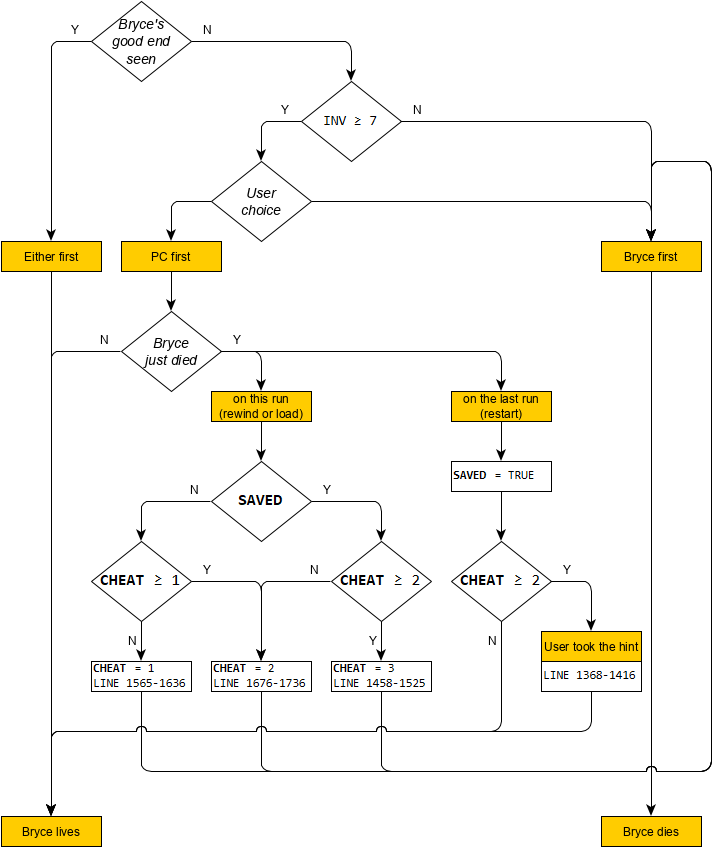 Bryce's
good end
seen
Y
N
INV ≥ 7
Y
N
User
choice
Either first
PC first
Bryce first
Bryce
just died
N
Y
on this run
(rewind or load)
on the last run
(restart)
SAVED = TRUE
SAVED
N
Y
CHEAT ≥ 1
Y
N
CHEAT ≥ 2
CHEAT ≥ 2
Y
N
Y
N
User took the hint
LINE 1368-1416
CHEAT = 1
LINE 1565-1636
CHEAT = 2
LINE 1676-1736
CHEAT = 3
LINE 1458-1525
Bryce lives
Bryce dies